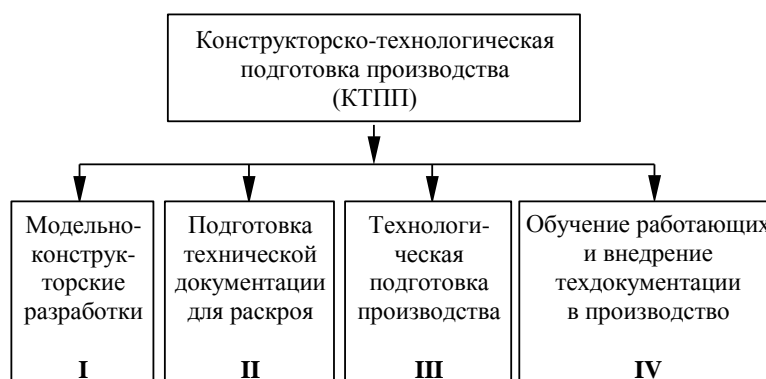 Конструкторско-технологическая
подготовка производства
(КТПП)
Модельно-
конструк-
торские
разработки
I
Подготовка
технической
документации
для раскроя
II
Технологи-
ческая
подготовка
производства
III
Обучение работающих
и внедрение
техдокументации
в производство
IV